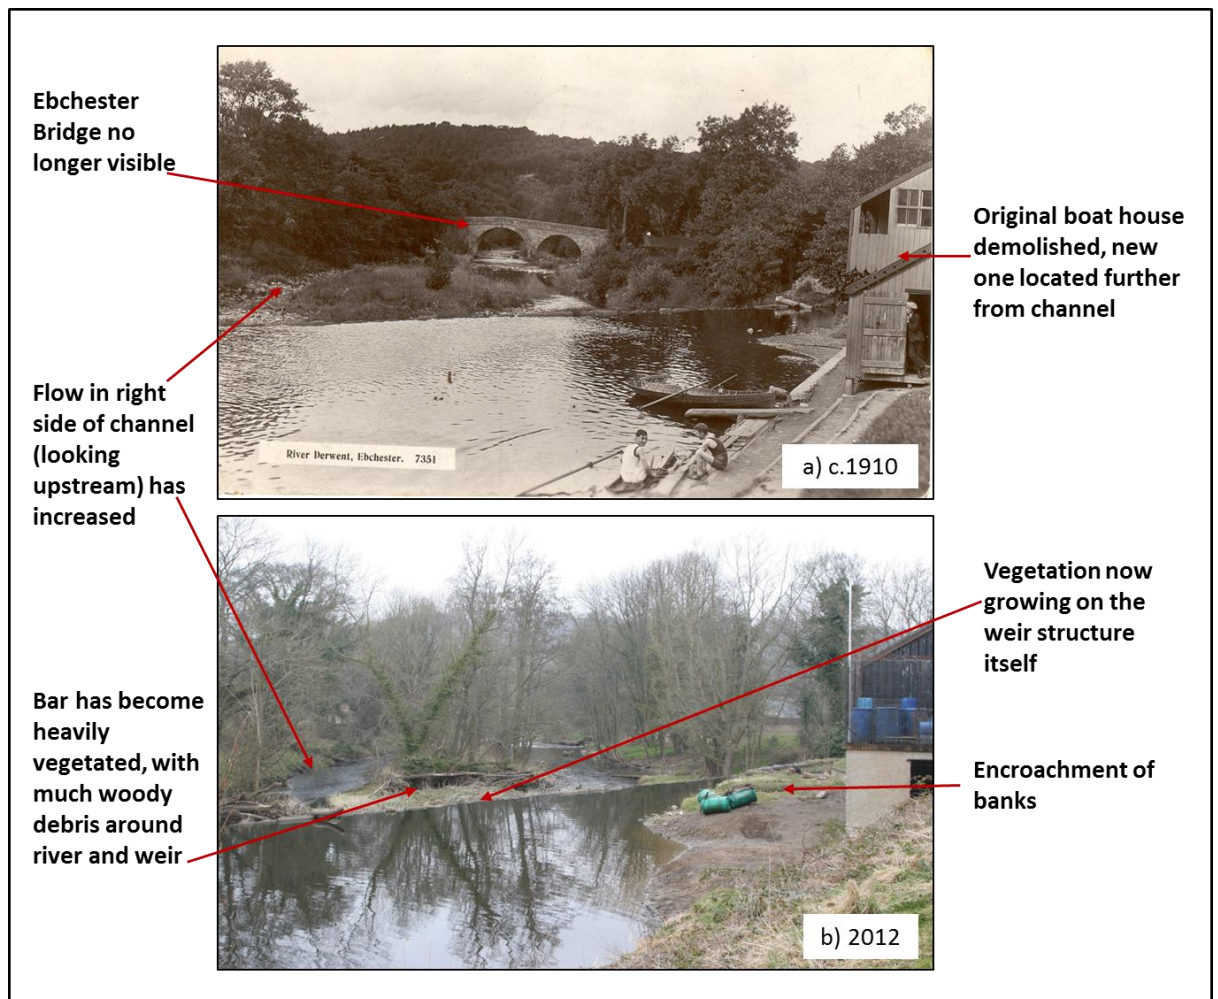 Ebchester
Bridge no
longer visible
Original boat house
demolished, new
one located further
from channel
Flow in right
side of channel
(looking
upstream) has
increased
River Derwent, Ebchester. 7351
a) c.1910
Vegetation now
growing on the
weir structure
itself
Bar has become
heavily
vegetated, with
much woody
debris around
river and weir
Encroachment of
banks
b) 2012